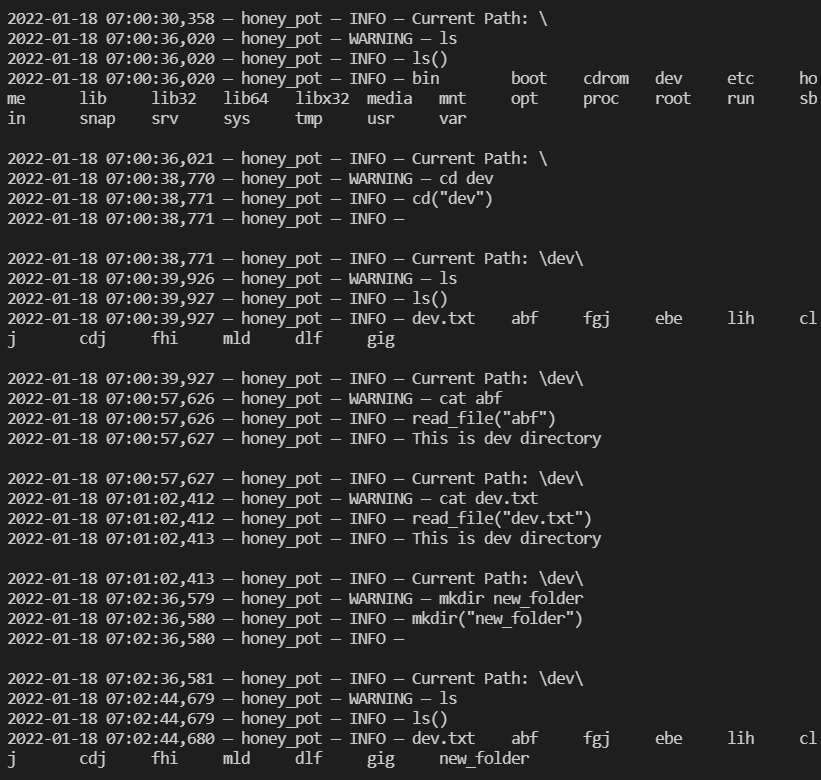 2022-01-18 07:00:30,358 – honey_pot – INFO – Current Path: \
2022-01-18 07:00:36,020 – honey_pot – WARNING – ls
2022-01-18 07:00:36,020 – honey_pot – INFO – ls()
2022-01-18 07:00:36,020 – honey_pot – INFO – bin        boot    cdrom   dev     etc     ho
me      lib     lib32   lib64   libx32  media   mnt     opt     proc    root    run     sb
in      snap    srv     sys     tmp     usr     var
2022-01-18 07:00:36,021 – honey_pot – INFO – Current Path: \
2022-01-18 07:00:38,770 – honey_pot – WARNING – cd dev
2022-01-18 07:00:38,771 – honey_pot – INFO – cd("dev")
2022-01-18 07:00:38,771 – honey_pot – INFO –
2022-01-18 07:00:38,771 – honey_pot – INFO – Current Path: \dev\
2022-01-18 07:00:39,926 – honey_pot – WARNING – ls
2022-01-18 07:00:39,927 – honey_pot – INFO – ls()
2022-01-18 07:00:39,927 – honey_pot – INFO – dev.txt    abf     fgj     ebe     lih     cl
j       cdj     fhi     mld     dlf     gig
2022-01-18 07:00:39,927 – honey_pot – INFO – Current Path: \dev\
2022-01-18 07:00:57,626 – honey_pot – WARNING – cat abf
2022-01-18 07:00:57,626 – honey_pot – INFO – read_file("abf")
2022-01-18 07:00:57,627 – honey_pot – INFO – This is dev directory
2022-01-18 07:00:57,627 – honey_pot – INFO – Current Path: \dev\
2022-01-18 07:01:02,412 – honey_pot – WARNING – cat dev.txt
2022-01-18 07:01:02,412 – honey_pot – INFO – read_file("dev.txt")
2022-01-18 07:01:02,413 – honey_pot – INFO – This is dev directory
2022-01-18 07:01:02,413 – honey_pot – INFO – Current Path: \dev\
2022-01-18 07:02:36,579 – honey_pot – WARNING – mkdir new_folder
2022-01-18 07:02:36,580 – honey_pot – INFO – mkdir("new_folder")
2022-01-18 07:02:36,580 – honey_pot – INFO –
2022-01-18 07:02:36,581 – honey_pot – INFO – Current Path: \dev\
2022-01-18 07:02:44,679 – honey_pot – WARNING – ls
2022-01-18 07:02:44,679 – honey_pot – INFO – ls()
2022-01-18 07:02:44,680 – honey_pot – INFO – dev.txt    abf     fgj     ebe     lih     cl
j       cdj     fhi     mld     dlf     gig     new_folder